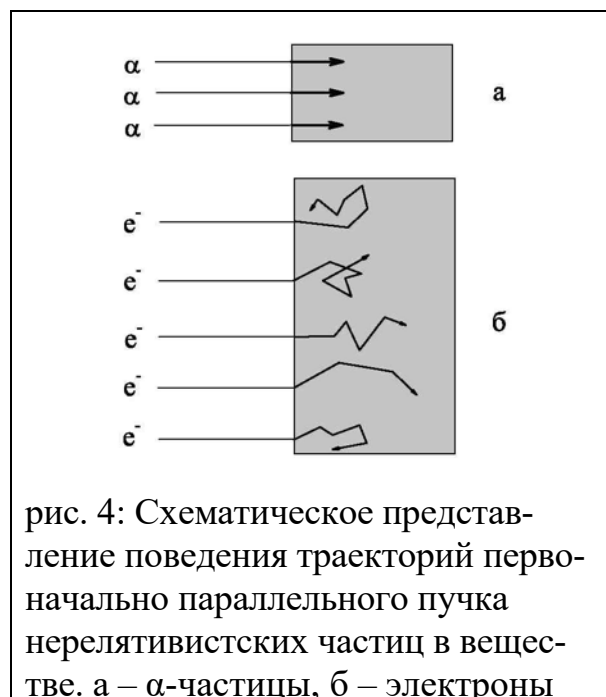 α
α
α
а
e⁻
e⁻
e⁻
e⁻
e⁻
б
рис. 4: Схематическое представ-
ление поведения траекторий перво-
начально параллельного пучка
нерелятивистских частиц в вещес-
тве. а – α-частицы, б – электроны